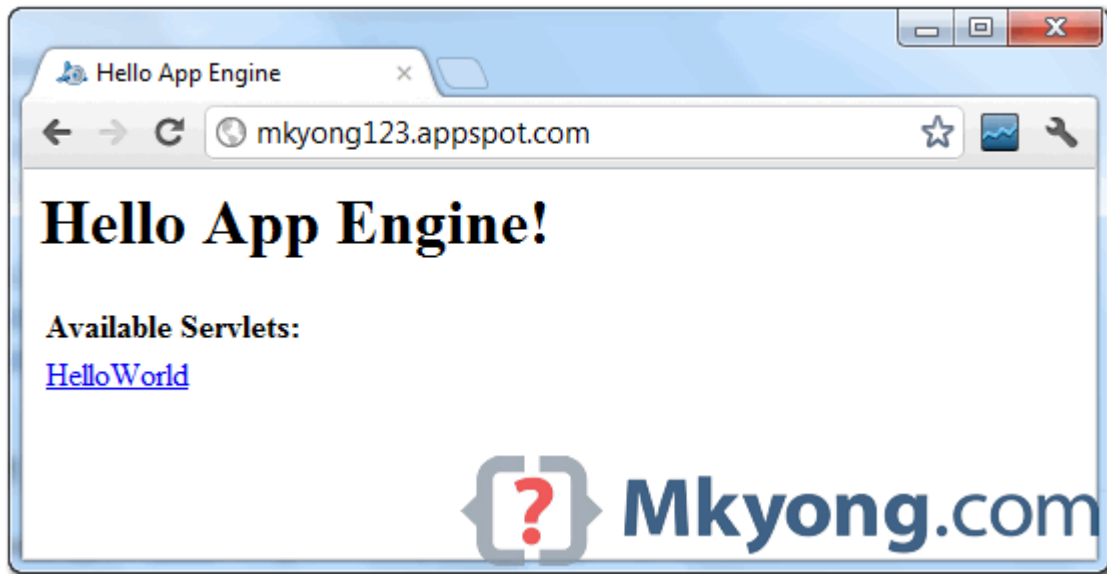 Hello App Engine
mkyong123.appspot.com
Hello App Engine!
Available Servlets:
HelloWorld
Mkyong.com